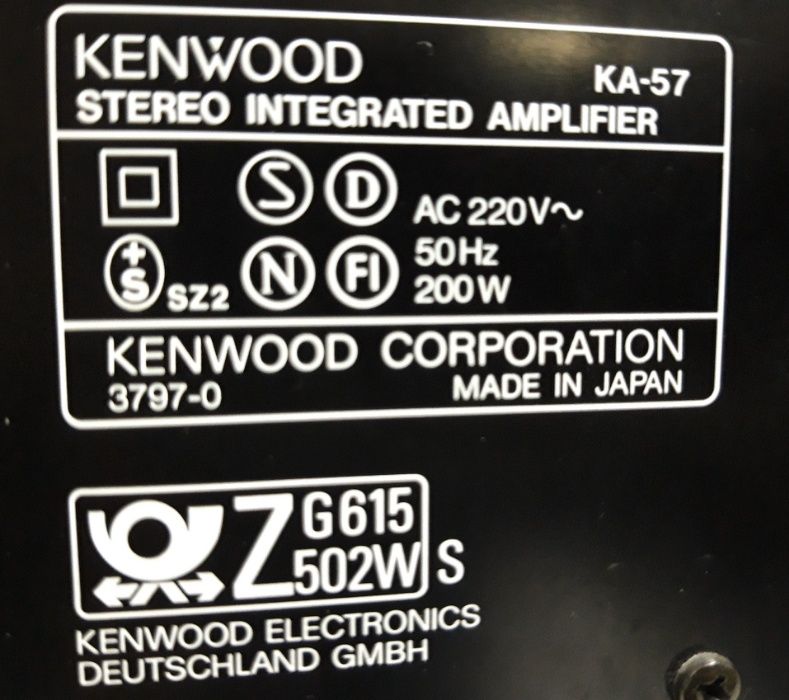 KENWOOD KA-57
STEREO INTEGRATED AMPLIFIER
S D AC 220V~
50Hz
+S SZ2 N FI 200W
KENWOOD CORPORATION
3797-0 MADE IN JAPAN
Z G615
502W S
KENWOOD ELECTRONICS
DEUTSCHLAND GMBH